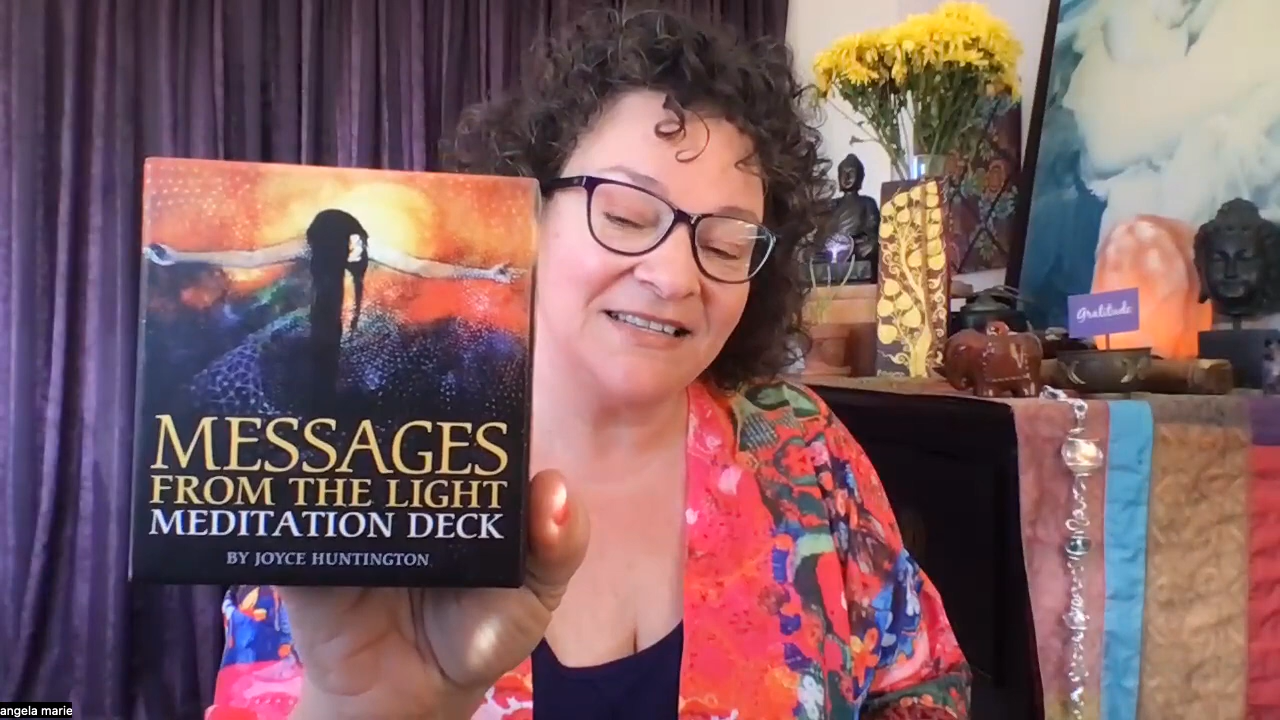 MESSAGES
FROM THE LIGHT
MEDITATION DECK
BY JOYCE HUNTINGTON
Gratitude
angela marie